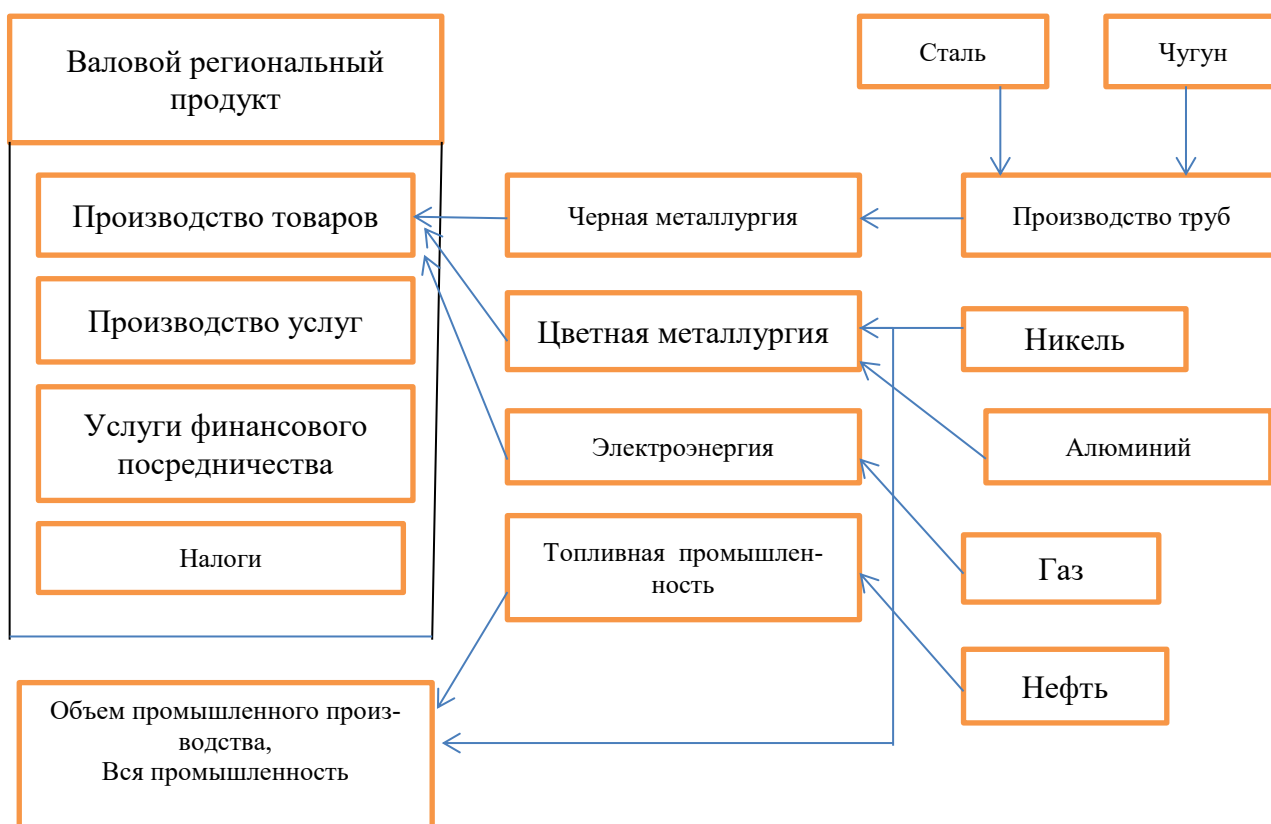 Валовой региональный
продукт
Сталь
Чугун
Производство товаров
Черная металлургия
Производство труб
Производство услуг
Цветная металлургия
Никель
Услуги финансового
посредничества
Электроэнергия
Алюминий
Налоги
Топливная промышлен-
ность
Газ
Нефть
Объем промышленного произ-
водства,
Вся промышленность